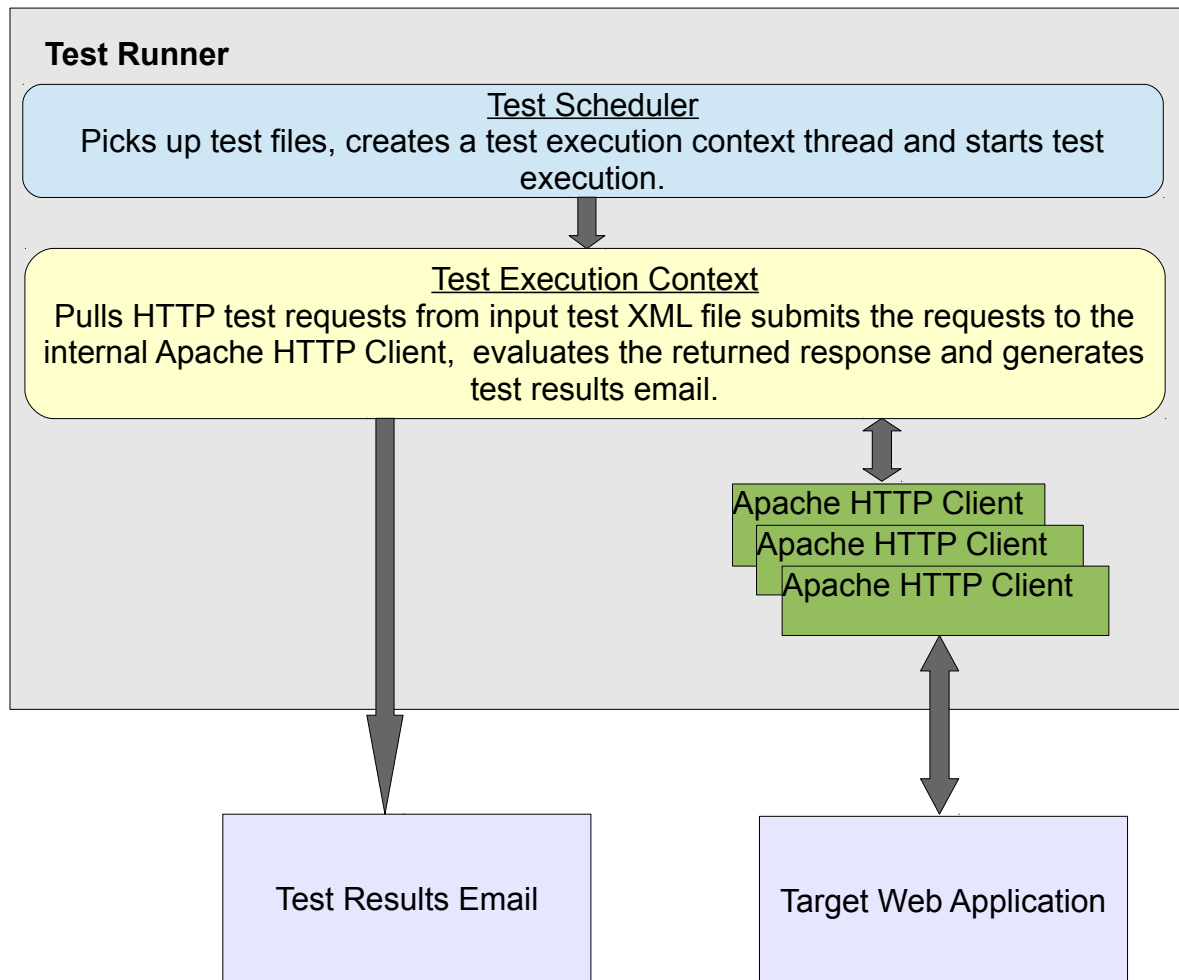 Test Runner
Test Scheduler
Picks up test files, creates a test execution context thread and starts test
execution.
Test Execution Context
Pulls HTTP test requests from input test XML file submits the requests to the
internal Apache HTTP Client,  evaluates the returned response and generates
test results email.
Apache HTTP Client
Apache HTTP Client
Apache HTTP Client
Test Results Email
Target Web Application